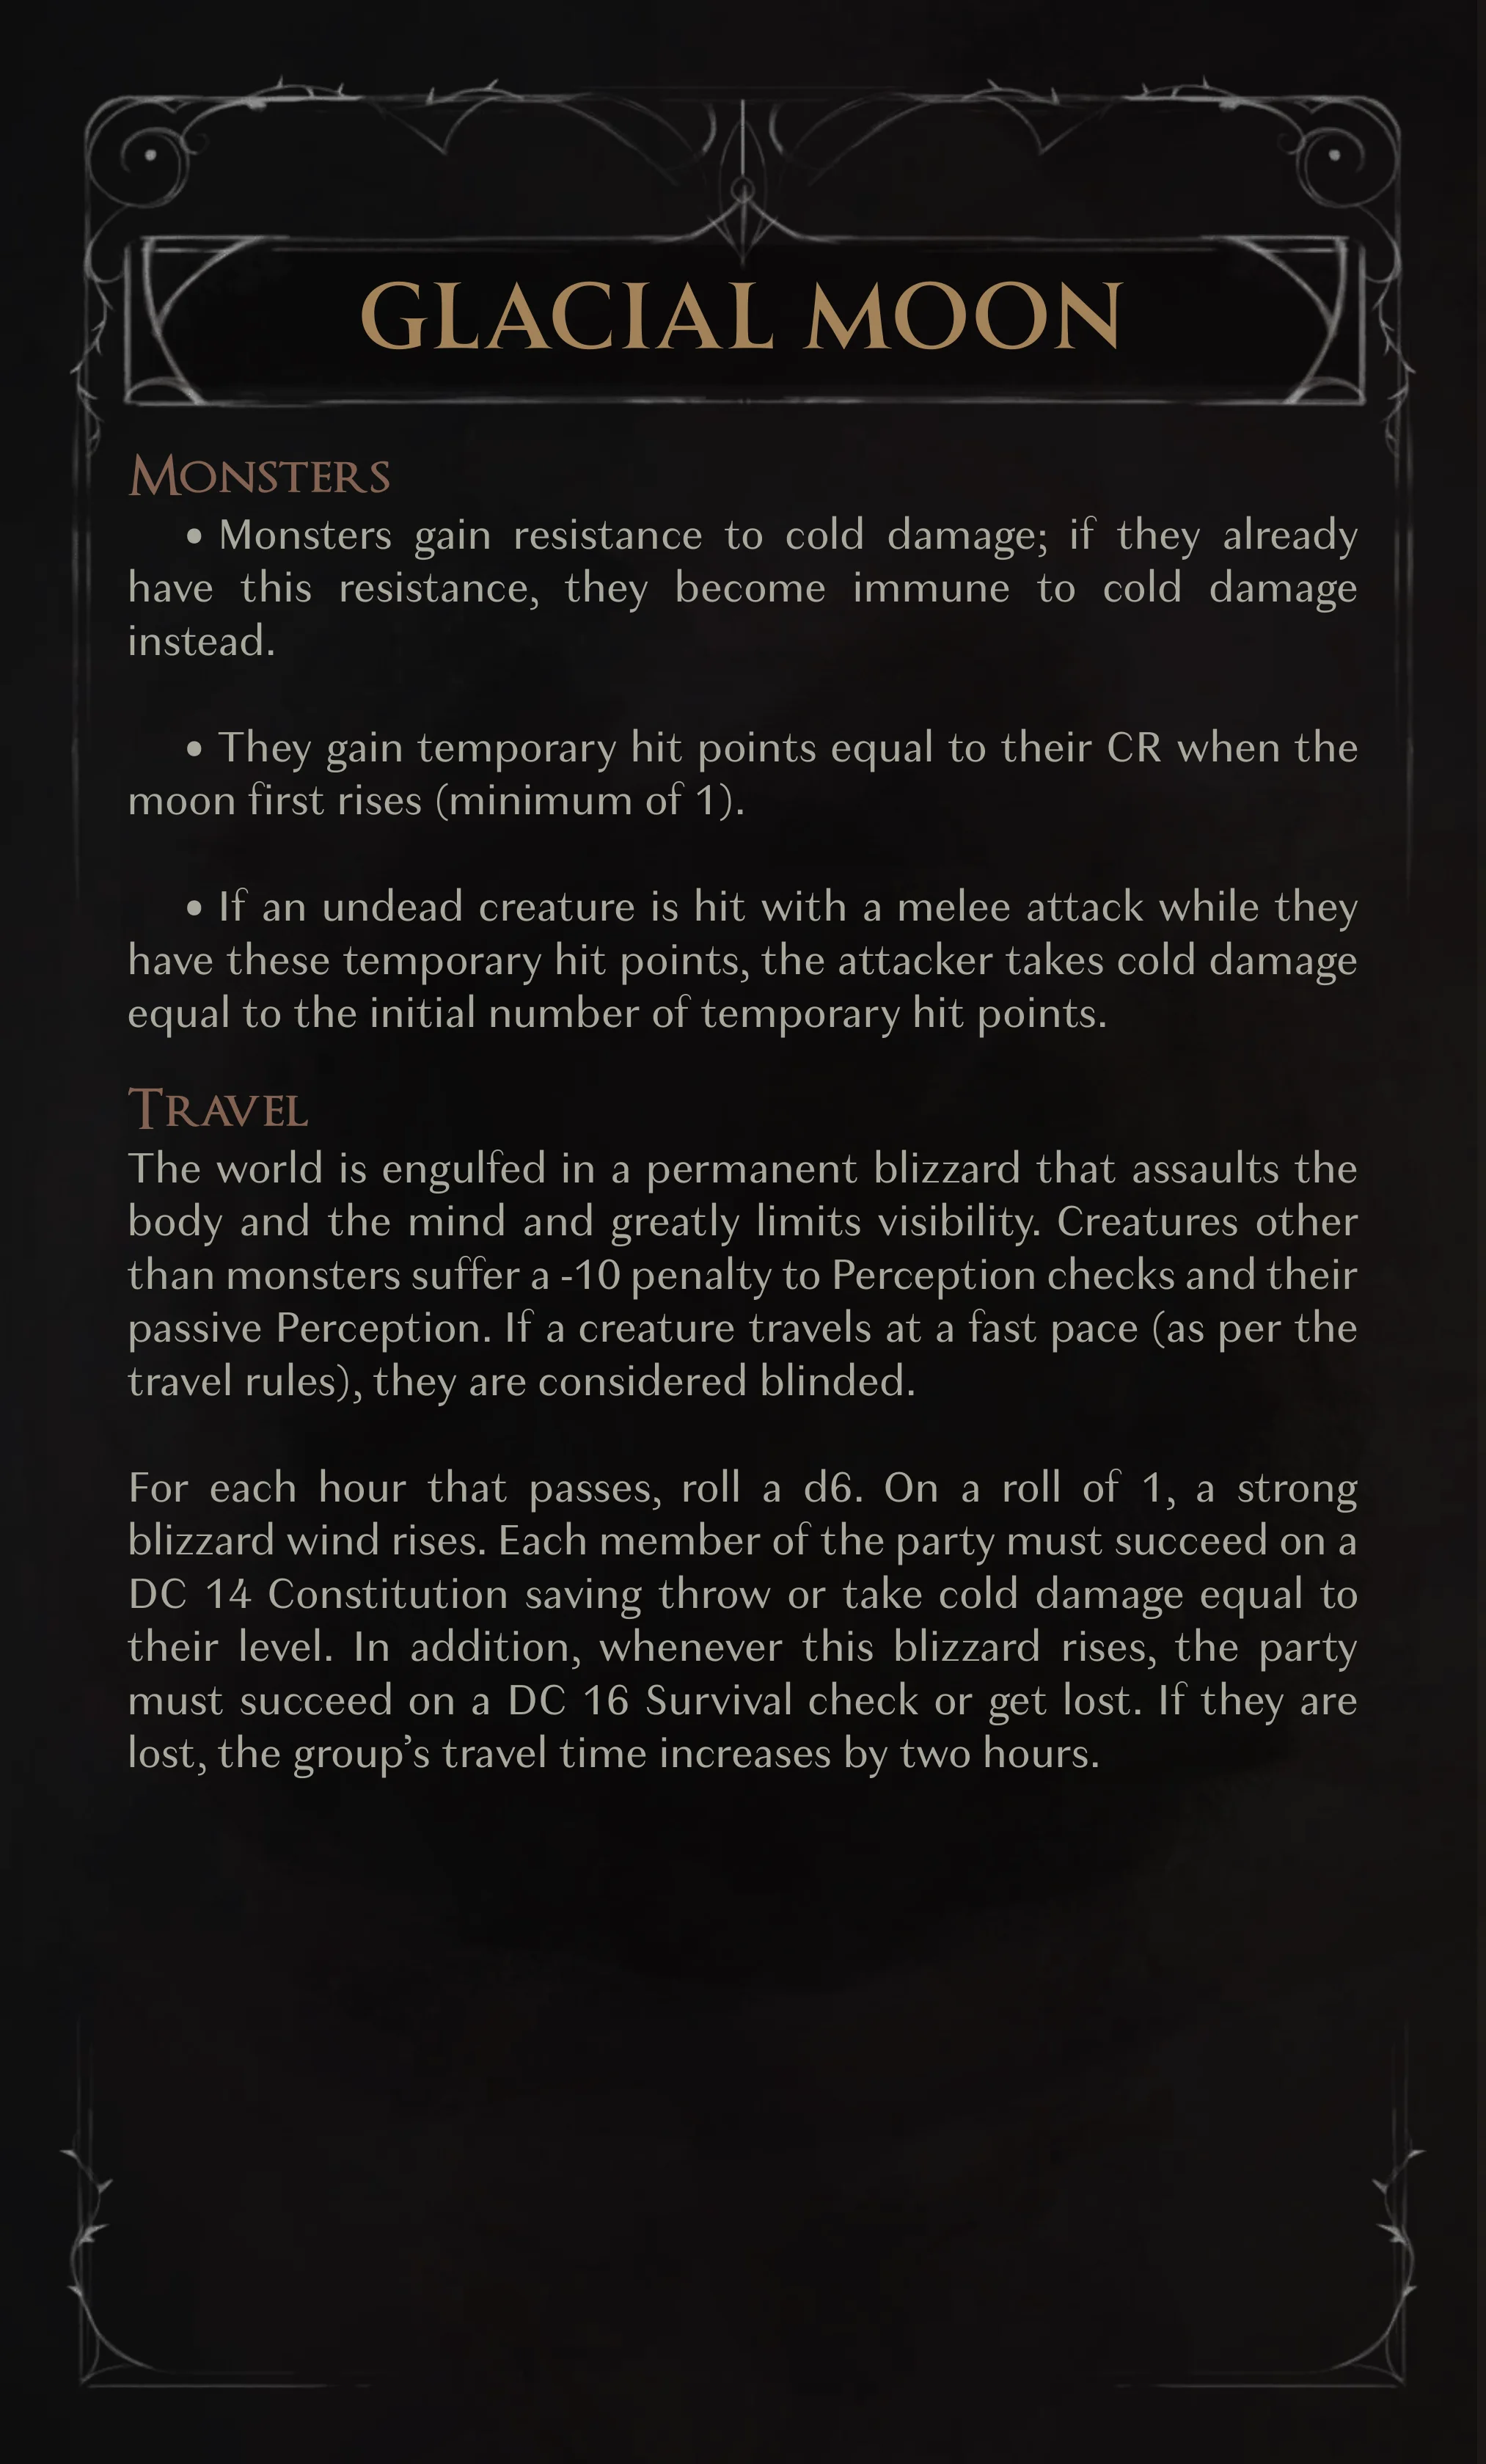 GLACIAL MOON
Monsters
• Monsters gain resistance to cold damage; if they already
have this resistance, they become immune to cold damage
instead.
• They gain temporary hit points equal to their CR when the
moon first rises (minimum of 1).
• If an undead creature is hit with a melee attack while they
have these temporary hit points, the attacker takes cold damage
equal to the initial number of temporary hit points.
Travel
The world is engulfed in a permanent blizzard that assaults the
body and the mind and greatly limits visibility. Creatures other
than monsters suffer a -10 penalty to Perception checks and their
passive Perception. If a creature travels at a fast pace (as per the
travel rules), they are considered blinded.
For each hour that passes, roll a d6. On a roll of 1, a strong
blizzard wind rises. Each member of the party must succeed on a
DC 14 Constitution saving throw or take cold damage equal to
their level. In addition, whenever this blizzard rises, the party
must succeed on a DC 16 Survival check or get lost. If they are
lost, the group’s travel time increases by two hours.